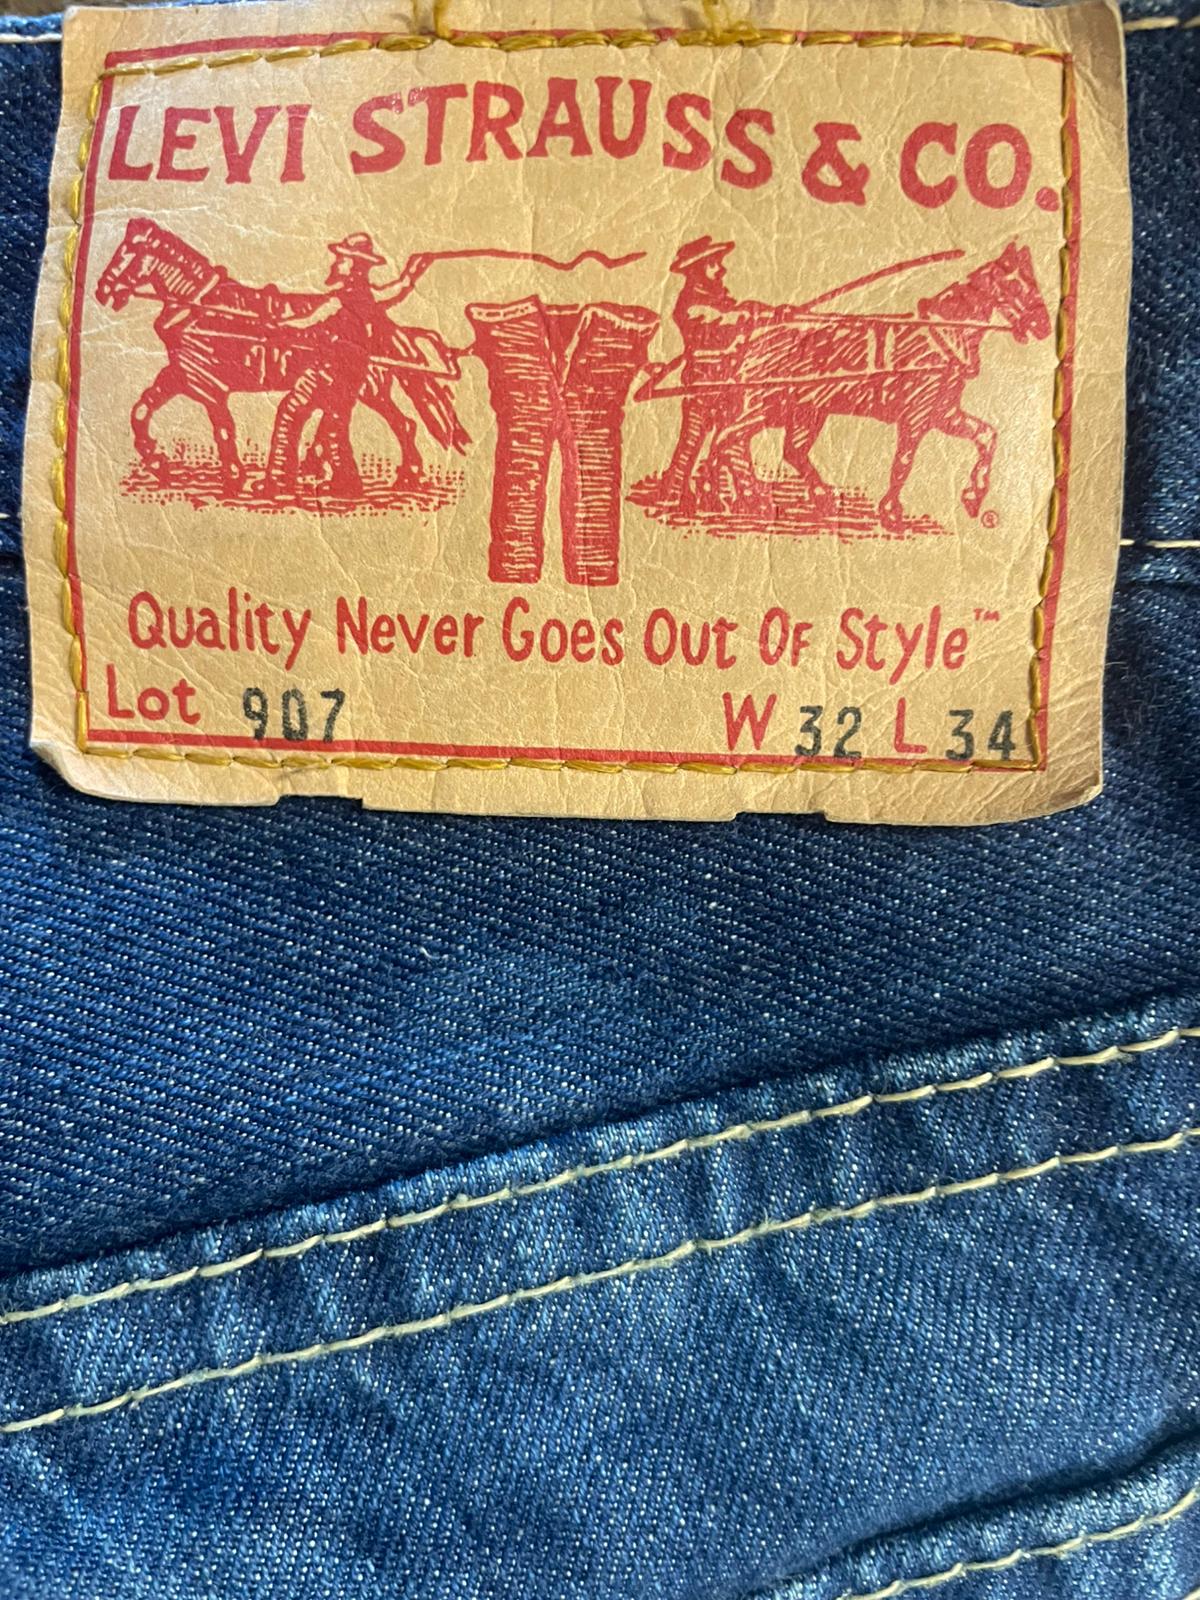 LEVI STRAUSS & CO.
®
Quality Never Goes Out Of Style™
Lot 907 W 32 L 34